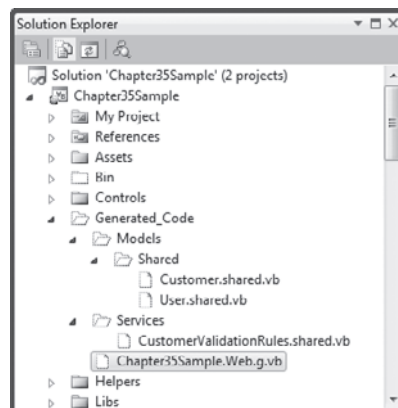 Solution Explorer
Solution 'Chapter35Sample' (2 projects)
Chapter35Sample
My Project
References
Assets
Bin
Controls
Generated_Code
Models
Shared
Customer.shared.vb
User.shared.vb
Services
CustomerValidationRules.shared.vb
Chapter35Sample.Web.g.vb
Helpers
Libs